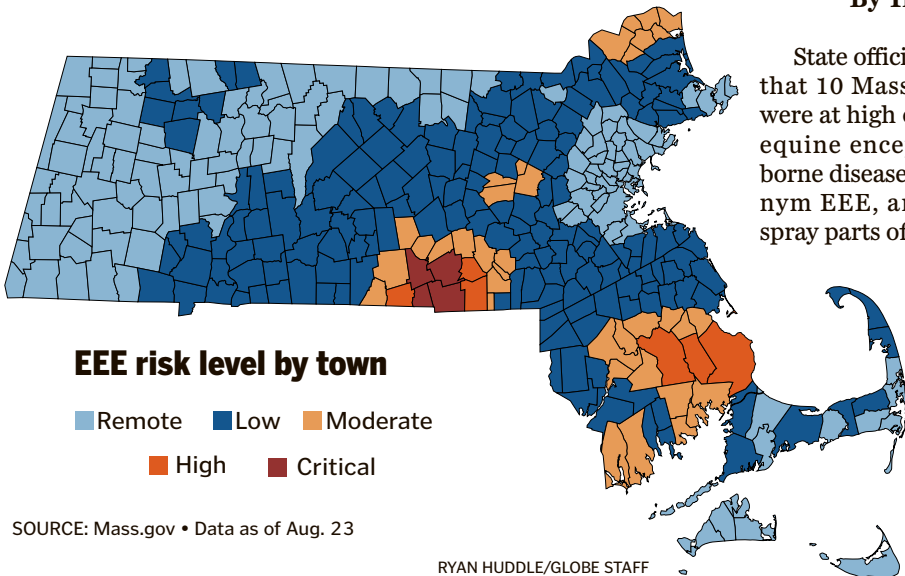 State offici
that 10 Mass
were at high o
equine ence
borne disease
nym EEE, ar
spray parts of
EEE risk level by town
Remote Low Moderate
High Critical
SOURCE: Mass.gov • Data as of Aug. 23
RYAN HUDDLE/GLOBE STAFF